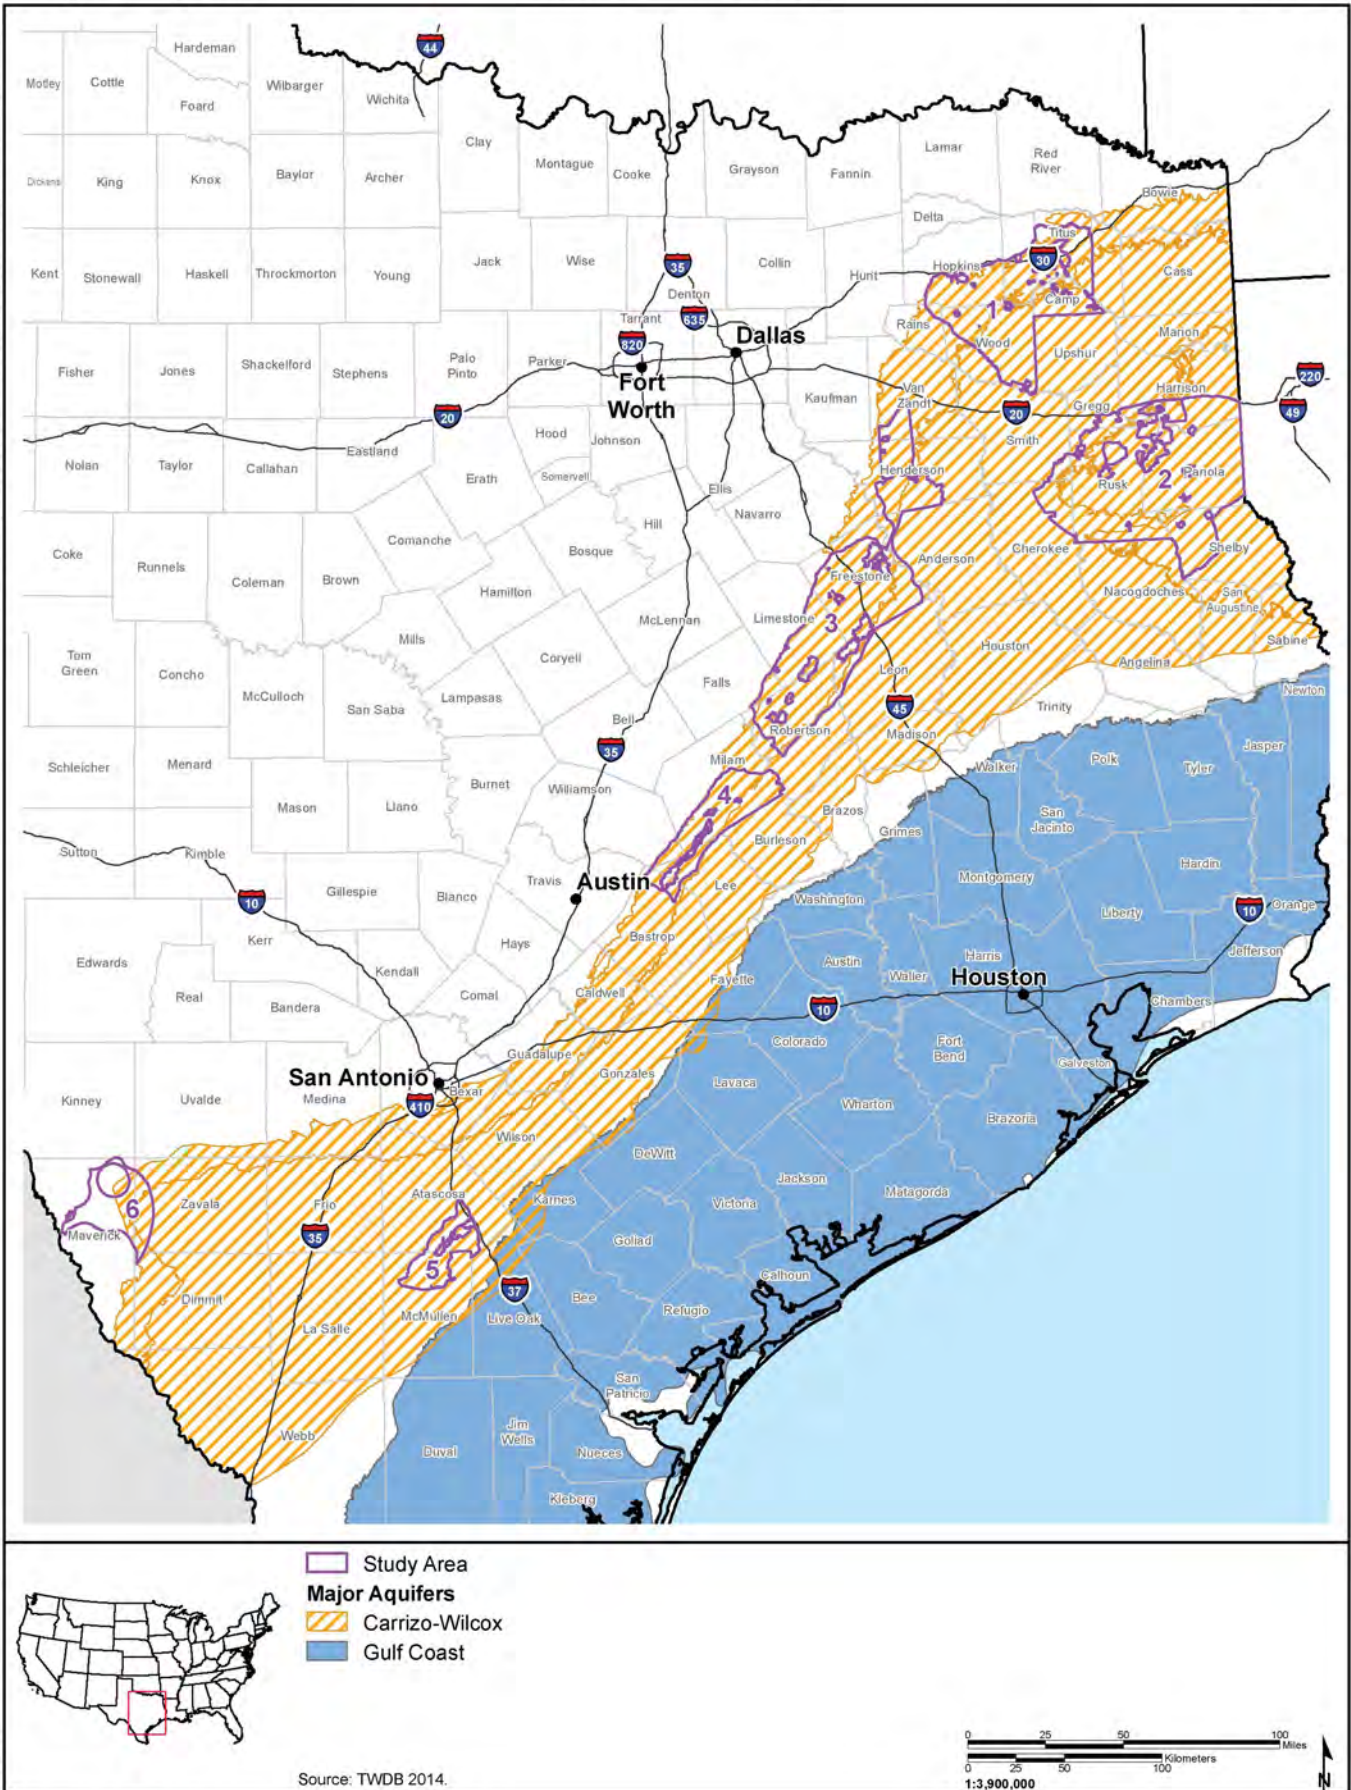 44
Hardeman
Motley
Cottle
Wilbarger
Foard
Wichita
Clay
Montague
Cooke
Grayson
Fannin
Lamar
Red
River
Bowie
Dickens
King
Knox
Baylor
Archer
Delta
Titus
Kent
Stonewall
Haskell
Throckmorton
Young
Jack
Wise
35
Denton
Collin
Hunt
Hopkins
30
Cass
Camp
1
635
Tarrant
820
Dallas
Rains
Wood
Upshur
Marion
Fisher
Jones
Shackelford
Stephens
Palo
Pinto
Parker
Fort
Worth
Kaufman
Van
Zandt
Harrison
220
49
20
20
Gregg
Smith
Hood
Johnson
Eastland
Nolan
Taylor
Callahan
Erath
Somervell
Ellis
Henderson
Rusk
2
Panola
Navarro
Hill
Comanche
Bosque
Coke
Runnels
Coleman
Brown
Hamilton
Freestone
Anderson
Cherokee
Shelby
Nacogdoches
San
Augustine
McLennan
Limestone
3
Mills
Coryell
Houston
Sabine
Angelina
Tom
Green
Concho
McCulloch
San Saba
Lampasas
Falls
Leon
45
Newton
Trinity
Bell
35
Robertson
Madison
Schleicher
Menard
Burnet
Williamson
Milam
4
Walker
Polk
Tyler
Jasper
Mason
Llano
Brazos
Grimes
San
Jacinto
Burleson
Sutton
Kimble
Gillespie
Blanco
Travis
Austin
Lee
Washington
Montgomery
Hardin
Liberty
10
Orange
10
Edwards
Kerr
Hays
Bastrop
Kendall
Real
Bandera
Comal
Caldwell
Fayette
Austin
Waller
Harris
Houston
Jefferson
Chambers
10
Guadalupe
Colorado
Fort
Bend
Galveston
San Antonio
Bexar
Gonzales
Lavaca
Kinney
Uvalde
Medina
410
Wharton
Brazoria
Wilson
DeWitt
Jackson
Matagorda
Zavala
Frio
Atascosa
Karnes
Victoria
6
Maverick
35
5
Goliad
Calhoun
37
Dimmit
La Salle
McMullen
Live Oak
Bee
Refugio
San
Patricio
Webb
Duval
Jim
Wells
Nueces
Kleberg
Study Area
Major Aquifers
Carrizo-Wilcox
Gulf Coast
Source: TWDB 2014.
0 25 50 100
Miles
Kilometers
0 25 50 100
1:3,900,000
N